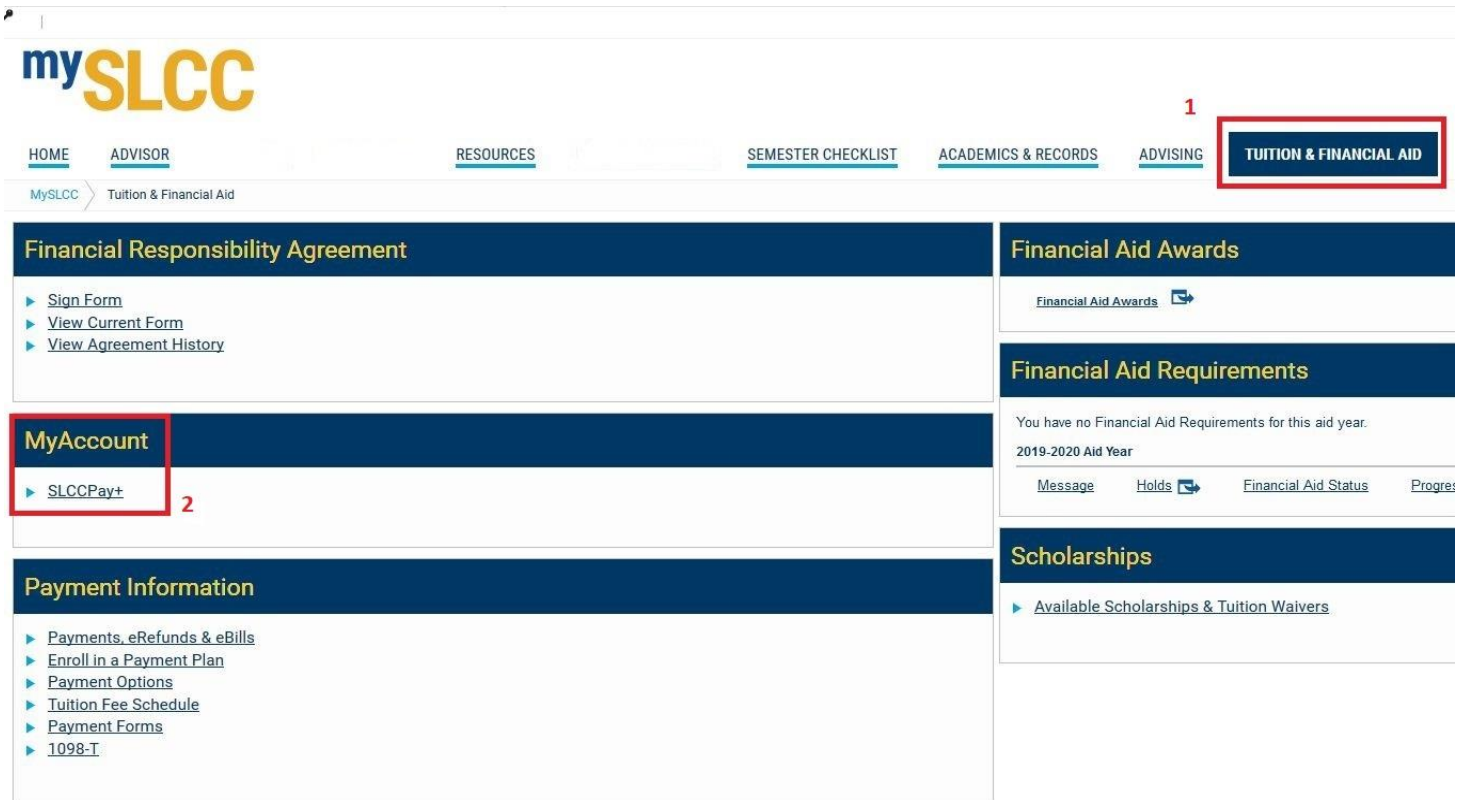 mySLCC
1
HOME ADVISOR RESOURCES SEMESTER CHECKLIST ACADEMICS & RECORDS ADVISING TUITION & FINANCIAL AID
MySLCC Tuition & Financial Aid
Financial Responsibility Agreement
Sign Form
View Current Form
View Agreement History
MyAccount
SLCCPay+
2
Payment Information
Payments, eRefunds & eBills
Enroll in a Payment Plan
Payment Options
Tuition Fee Schedule
Payment Forms
1098-T
Financial Aid Awards
Financial Aid Awards
Financial Aid Requirements
You have no Financial Aid Requirements for this aid year.
2019-2020 Aid Year
Message Holds Financial Aid Status Progres
Scholarships
Available Scholarships & Tuition Waivers